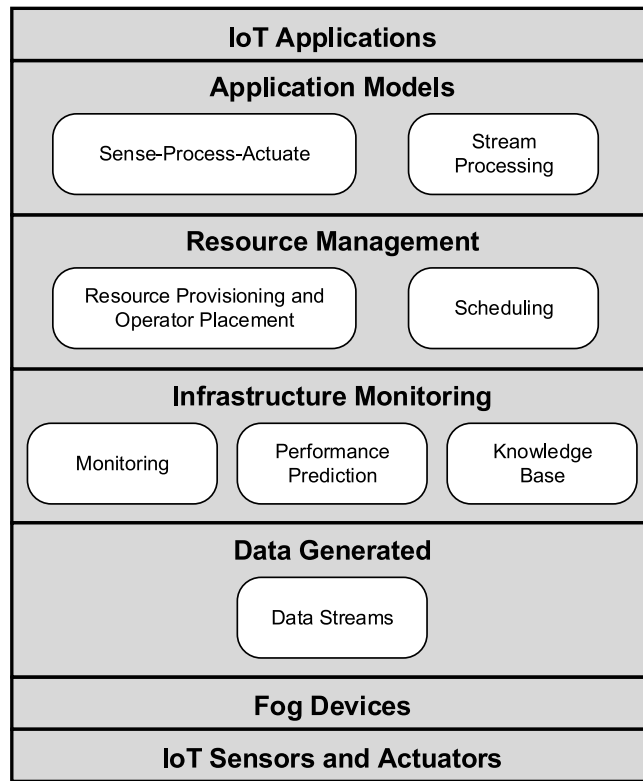 IoT Applications
Application Models
Sense-Process-Actuate
Stream
Processing
Resource Management
Resource Provisioning and
Operator Placement
Scheduling
Infrastructure Monitoring
Monitoring
Performance
Prediction
Knowledge
Base
Data Generated
Data Streams
Fog Devices
IoT Sensors and Actuators